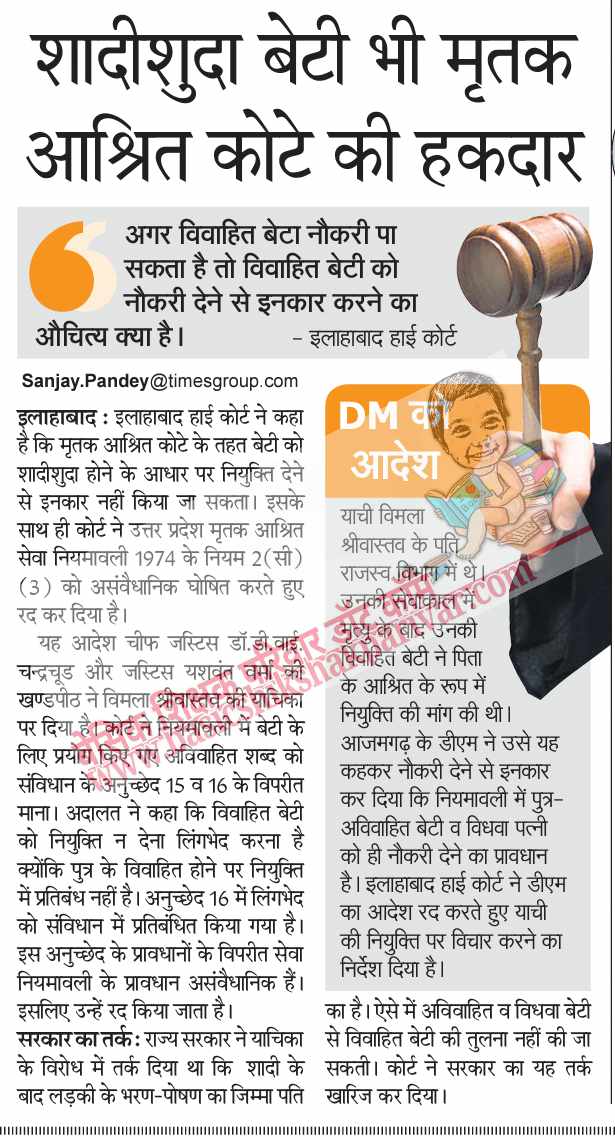 शादीशुदा बेटी भी मृतक
आश्रित कोटे की हकदार
अगर विवाहित बेटा नौकरी पा
सकता है तो विवाहित बेटी को
नौकरी देने से इनकार करने का
औचित्य क्या है।
- इलाहाबाद हाई कोर्ट
Sanjay.Pandey@timesgroup.com
इलाहाबाद : इलाहाबाद हाई कोर्ट ने कहा
है कि मृतक आश्रित कोटे के तहत बेटी को
शादीशुदा होने के आधार पर नियुक्ति देने
से इनकार नहीं किया जा सकता। इसके
साथ ही कोर्ट ने उत्तर प्रदेश मृतक आश्रित
सेवा नियमावली 1974 के नियम 2(सी)
(3) को असंवैधानिक घोषित करते हुए
रद कर दिया है।
यह आदेश चीफ जस्टिस डॉ.डी.वाई.
चन्द्रचूड और जस्टिस यशवंत वर्मा की
खण्डपीठ ने विमला श्रीवास्तव की याचिका
पर दिया है। कोर्ट ने नियमावली में बेटी के
लिए प्रयोग किए गए अविवाहित शब्द को
संविधान के अनुच्छेद 15 व 16 के विपरीत
माना। अदालत ने कहा कि विवाहित बेटी
को नियुक्ति न देना लिंगभेद करना है
क्योंकि पुत्र के विवाहित होने पर नियुक्ति
में प्रतिबंध नहीं है। अनुच्छेद 16 में लिंगभेद
को संविधान में प्रतिबंधित किया गया है।
इस अनुच्छेद के प्रावधानों के विपरीत सेवा
नियमावली के प्रावधान असंवैधानिक हैं।
इसलिए उन्हें रद किया जाता है।
सरकार का तर्क : राज्य सरकार ने याचिका
के विरोध में तर्क दिया था कि शादी के
बाद लड़की के भरण-पोषण का जिम्मा पति
DM का
आदेश
याची विमला
श्रीवास्तव के पति
राजस्व विभाग में थे।
उनकी सेवाकाल में
मृत्यु के बाद उनकी
विवाहित बेटी ने पिता
के आश्रित के रूप में
नियुक्ति की मांग की थी।
आजमगढ़ के डीएम ने उसे यह
कहकर नौकरी देने से इनकार
कर दिया कि नियमावली में पुत्र-
अविवाहित बेटी व विधवा पत्नी
को ही नौकरी देने का प्रावधान
है। इलाहाबाद हाई कोर्ट ने डीएम
का आदेश रद करते हुए याची
की नियुक्ति पर विचार करने का
निर्देश दिया है।
का है। ऐसे में अविवाहित व विधवा बेटी
से विवाहित बेटी की तुलना नहीं की जा
सकती। कोर्ट ने सरकार का यह तर्क
खारिज कर दिया।
बेसिक शिक्षक परिवार डॉट कॉम